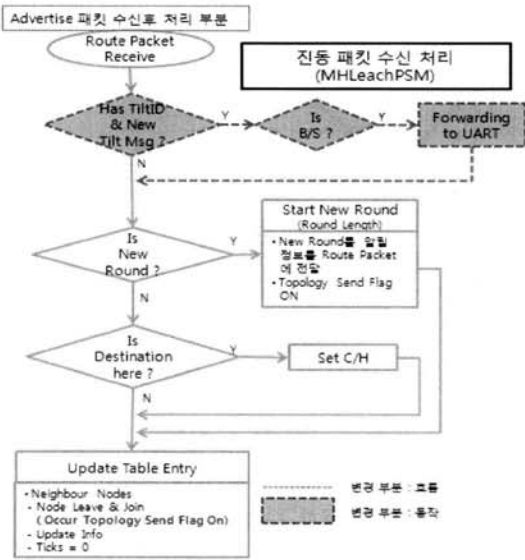 Advertise 패킷 수신후 처리 부분
Route Packet
Receive
진동 패킷 수신 처리
(MHLeachPSM)
Has TiltID
& New
Tilt Msg ?
Y
Is
B/S ?
Y
Forwarding
to UART
N
Is
New
Round ?
Y
Start New Round
(Round Length)
• New Round를 알릴
정보를 Route Packet
에 전달
• Topology Send Flag
ON
N
Is
Destination
here ?
Y
Set C/H
N
Update Table Entry
• Neighbour Nodes
- Node Leave & Join
( Occur Topology Send Flag On)
- Update Info
- Ticks = 0
변경 부분 : 흐름
변경 부분 : 동작